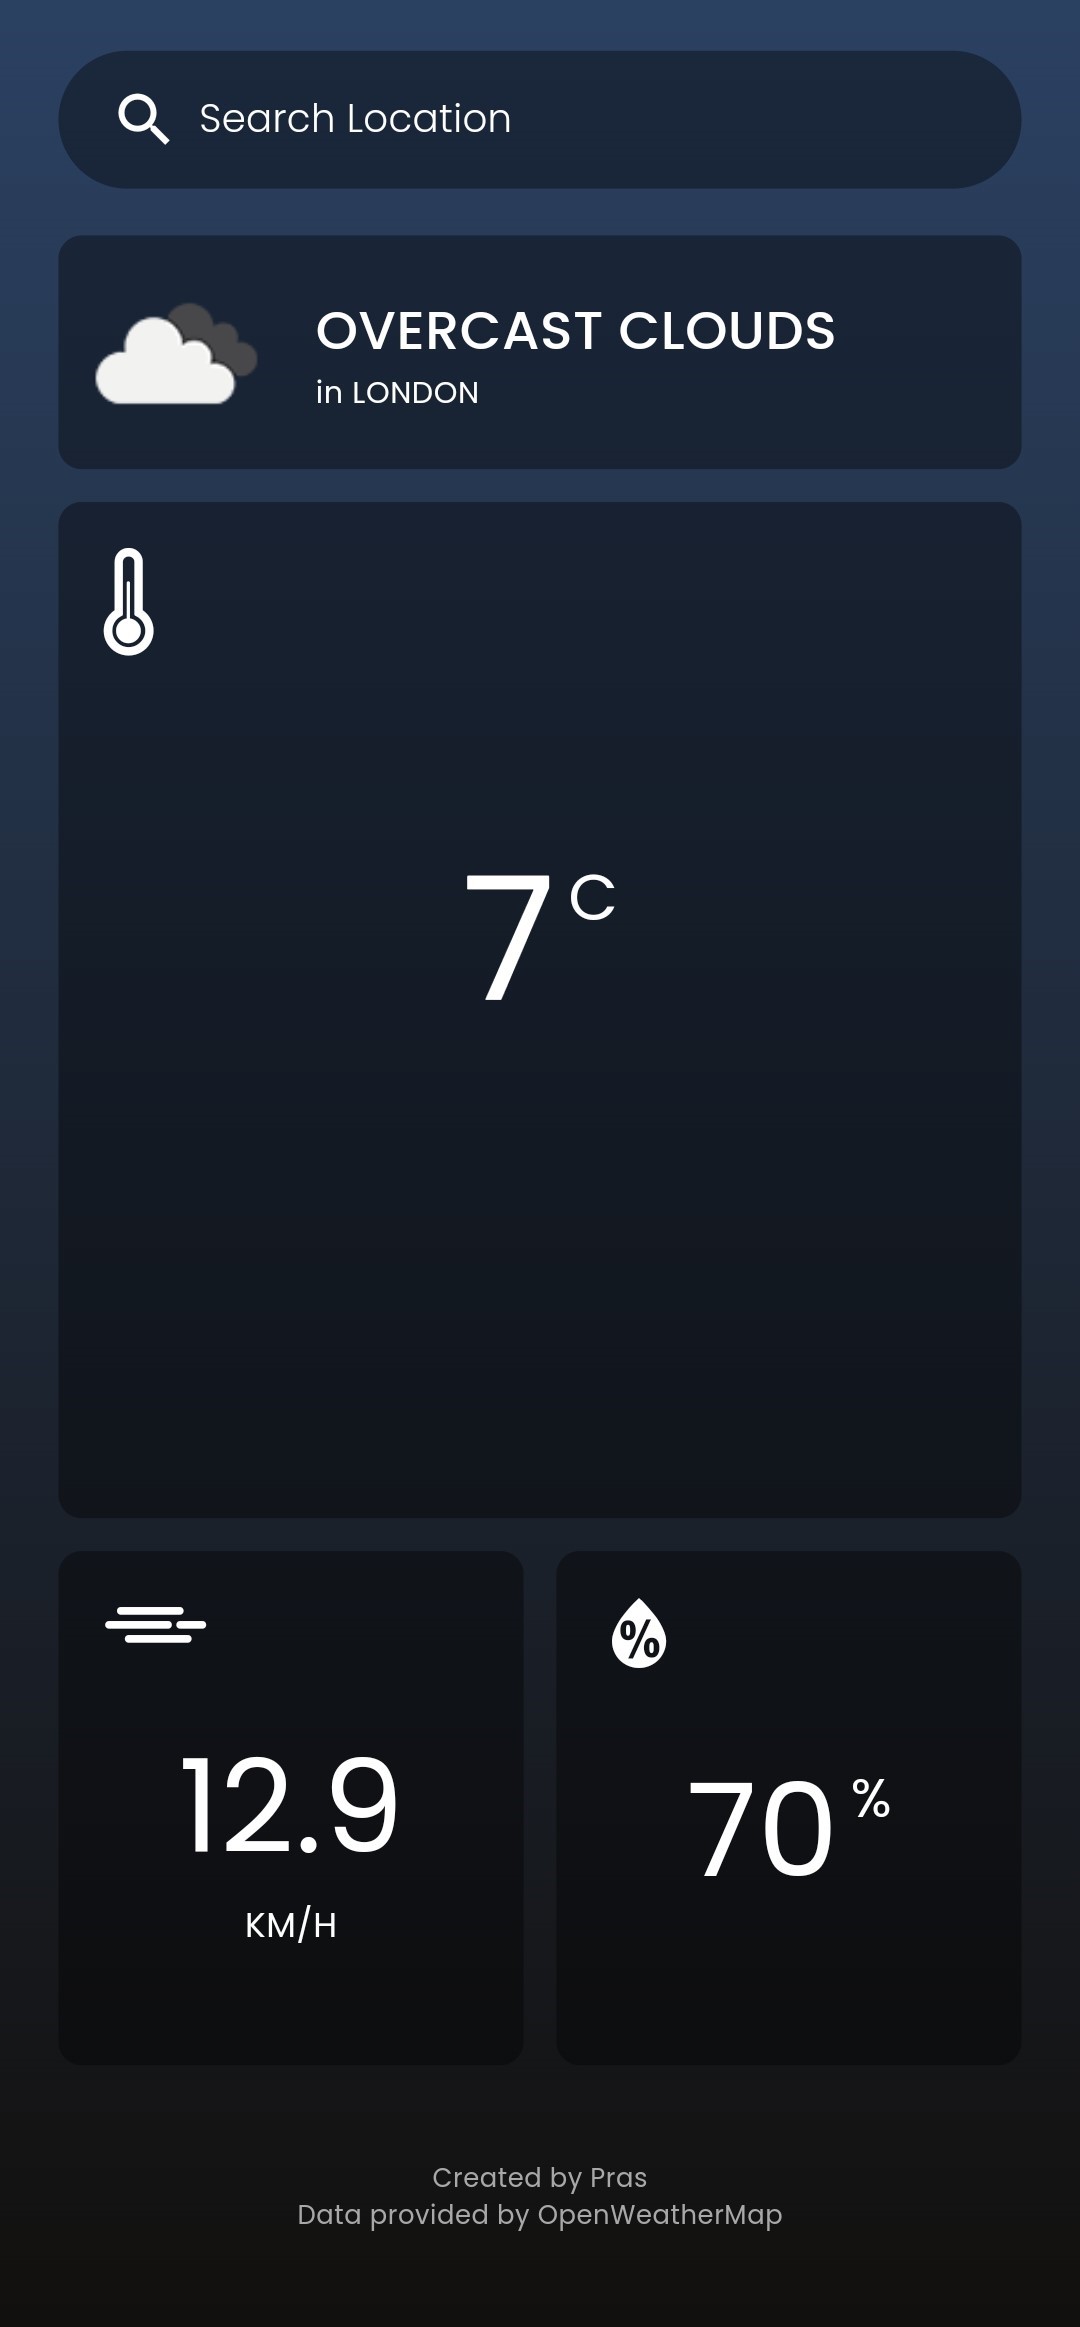 Search Location
OVERCAST CLOUDS
in LONDON
7 C
%
12.9
KM/H
70 %
Created by Pras
Data provided by OpenWeatherMap